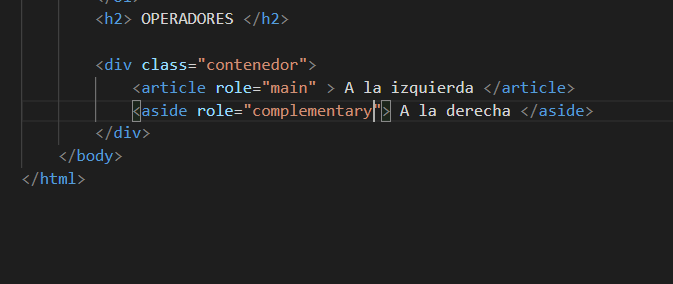 <h2> OPERADORES </h2>
<div class="contenedor">
<article role="main" > A la izquierda </article>
<aside role="complementary"> A la derecha </aside>
</div>
</body>
</html>